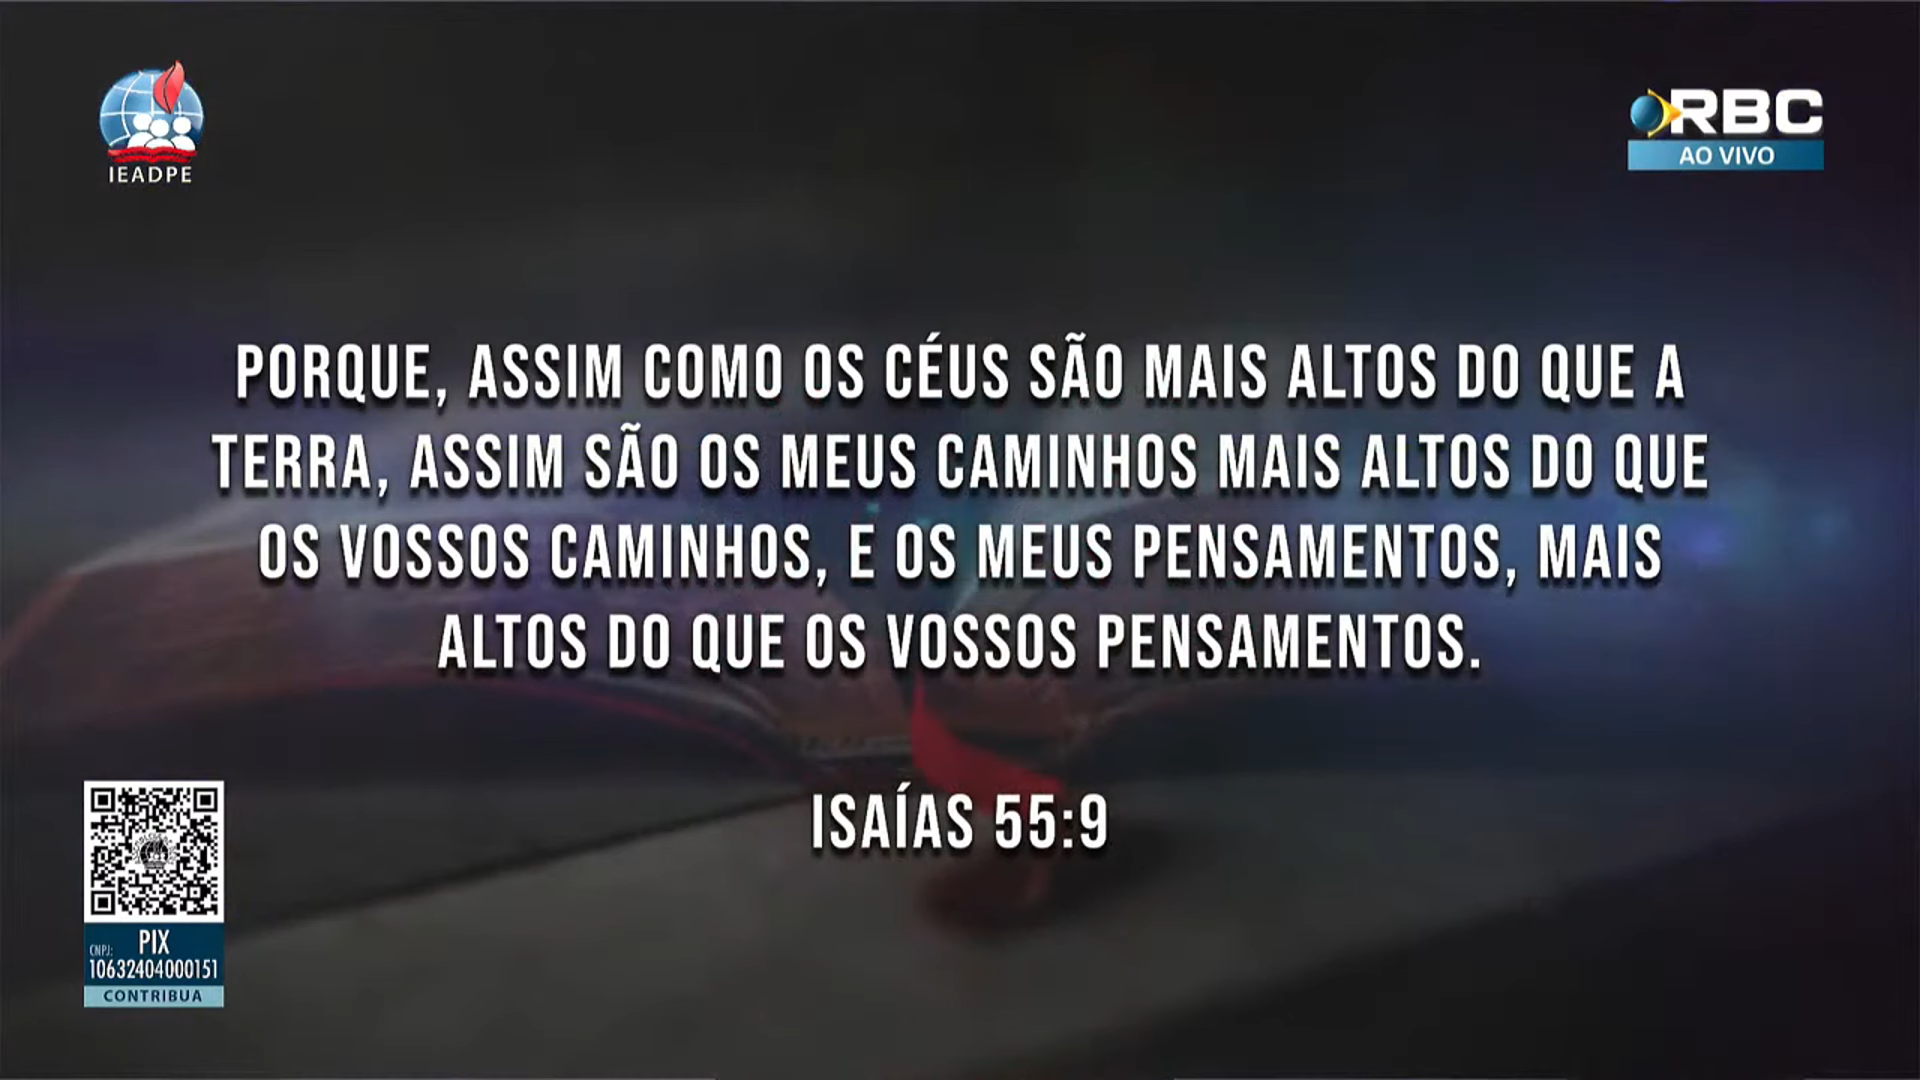 IEADPE
RBC
AO VIVO
PORQUE, ASSIM COMO OS CÉUS SÃO MAIS ALTOS DO QUE A
TERRA, ASSIM SÃO OS MEUS CAMINHOS MAIS ALTOS DO QUE
OS VOSSOS CAMINHOS, E OS MEUS PENSAMENTOS, MAIS
ALTOS DO QUE OS VOSSOS PENSAMENTOS.
ISAÍAS 55:9
PIX
CNPJ:
10632404000151
CONTRIBUA